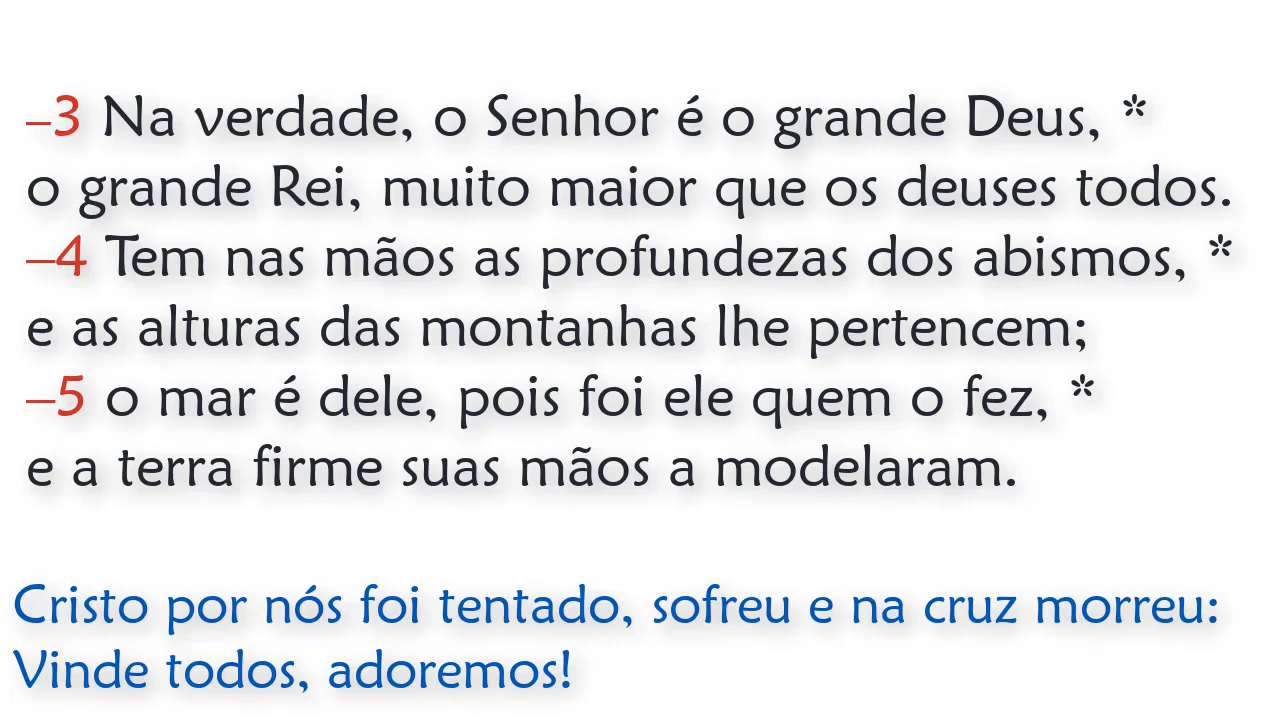 –3 Na verdade, o Senhor é o grande Deus, *
o grande Rei, muito maior que os deuses todos.
–4 Tem nas mãos as profundezas dos abismos, *
e as alturas das montanhas lhe pertencem;
–5 o mar é dele, pois foi ele quem o fez, *
e a terra firme suas mãos a modelaram.
Cristo por nós foi tentado, sofreu e na cruz morreu:
Vinde todos, adoremos!